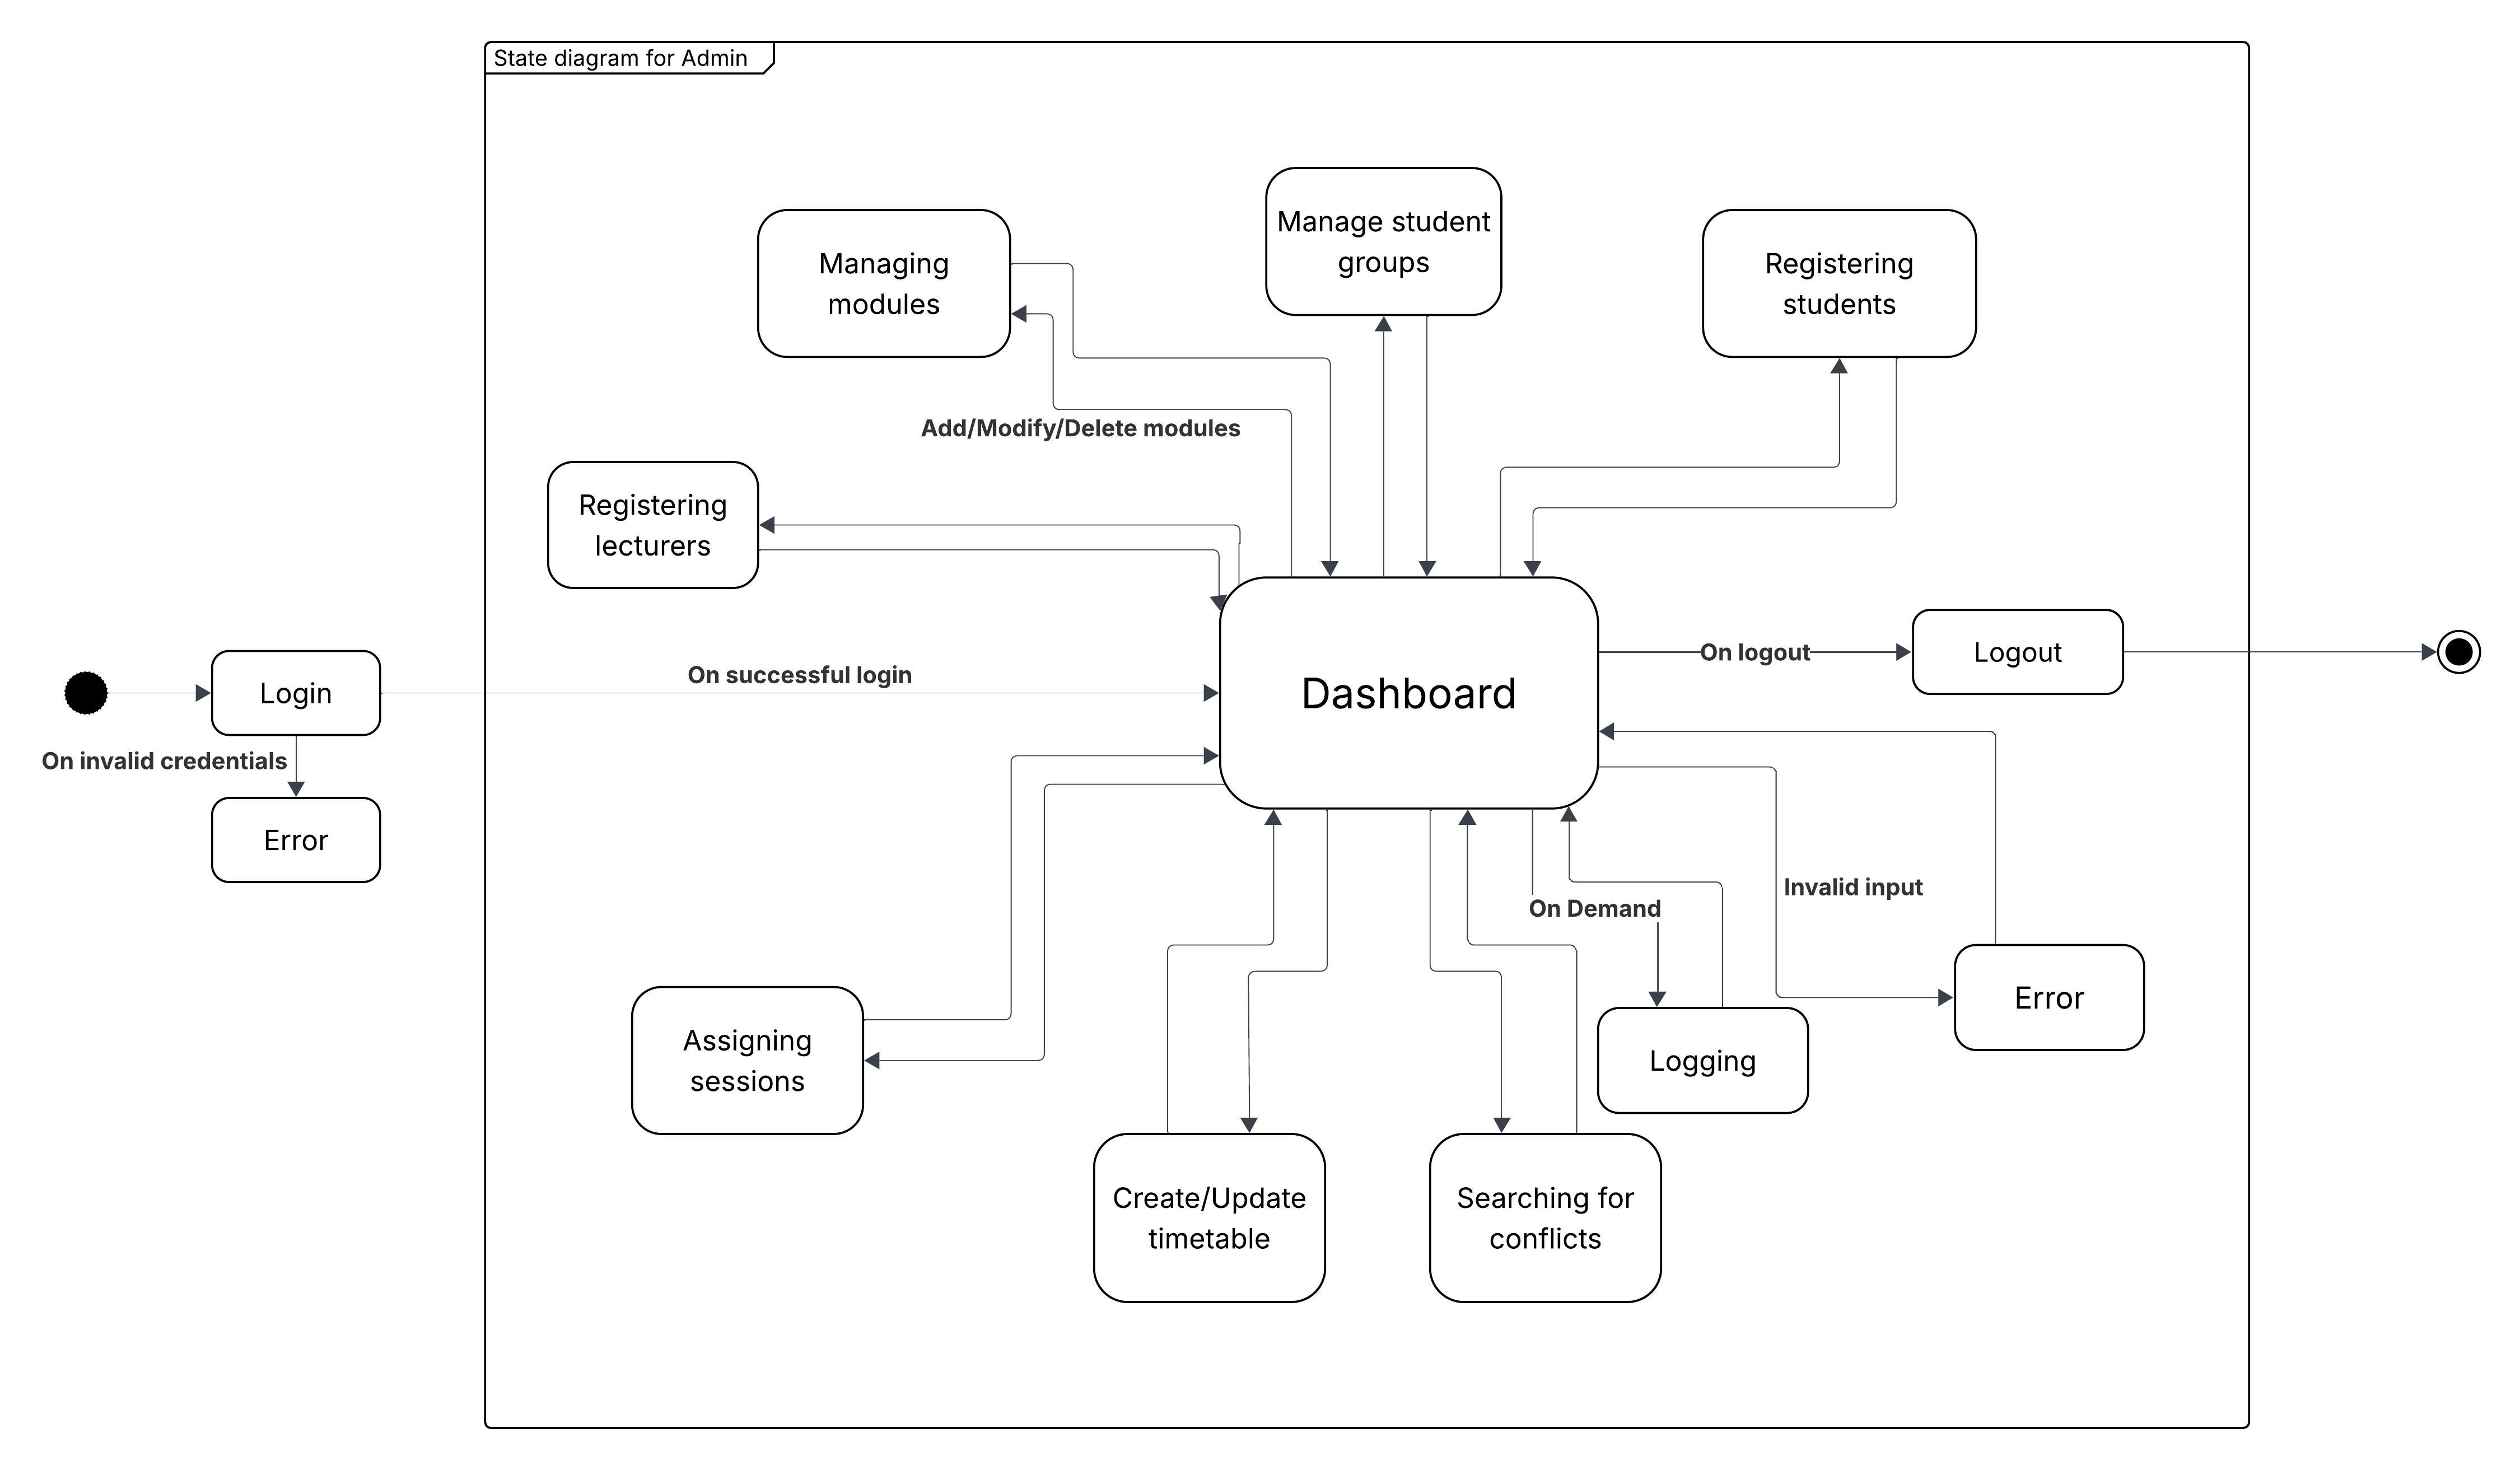 State diagram for Admin
Manage student
groups
Managing
modules
Registering
students
Add/Modify/Delete modules
Registering
lecturers
On successful login
Login
Dashboard
On logout
Logout
On invalid credentials
Error
Invalid input
On Demand
Error
Assigning
sessions
Logging
Create/Update
timetable
Searching for
conflicts